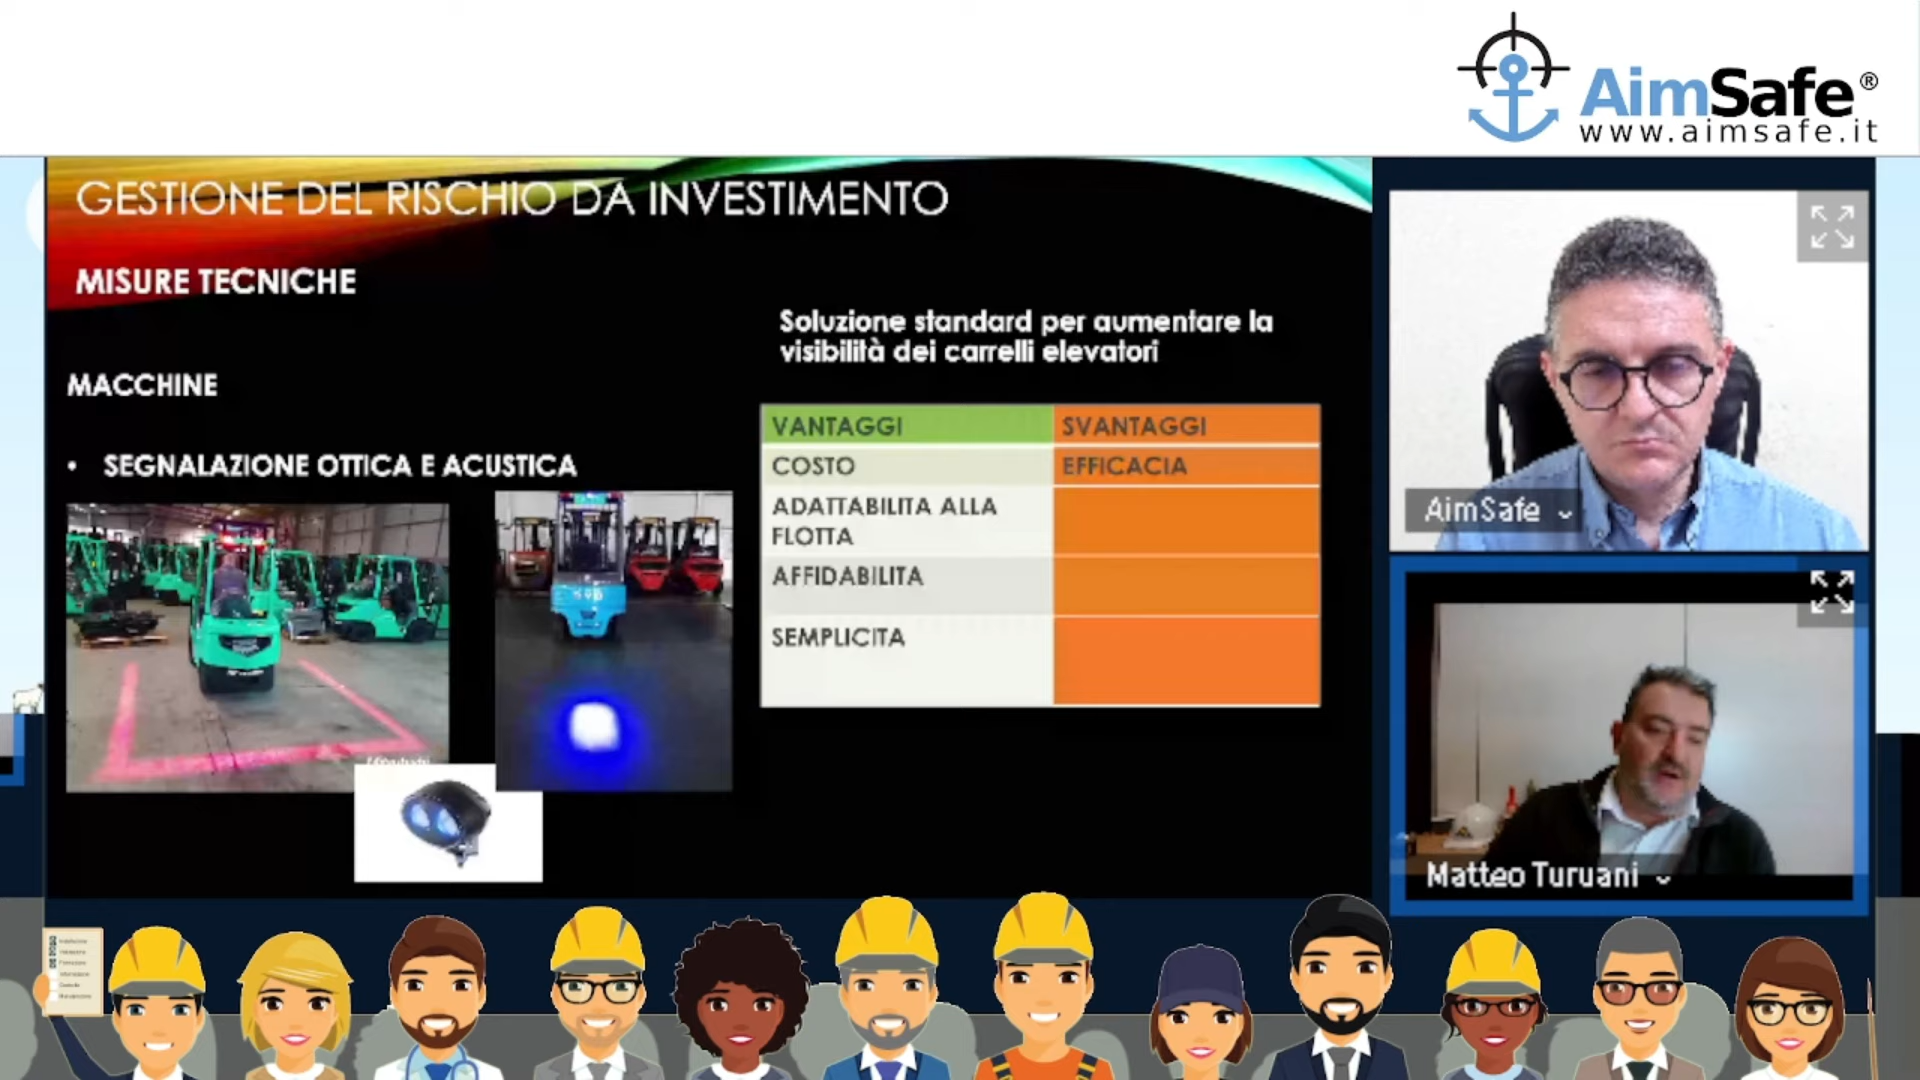 AimSafe®
www.aimsafe.it
GESTIONE DEL RISCHIO DA INVESTIMENTO
MISURE TECNICHE
Soluzione standard per aumentare la
visibilità dei carrelli elevatori
MACCHINE
• SEGNALAZIONE OTTICA E ACUSTICA
VANTAGGI SVANTAGGI
COSTO EFFICACIA
ADATTABILITA ALLA
FLOTTA
AFFIDABILITA
SEMPLICITA
AimSafe
Matteo Turuani